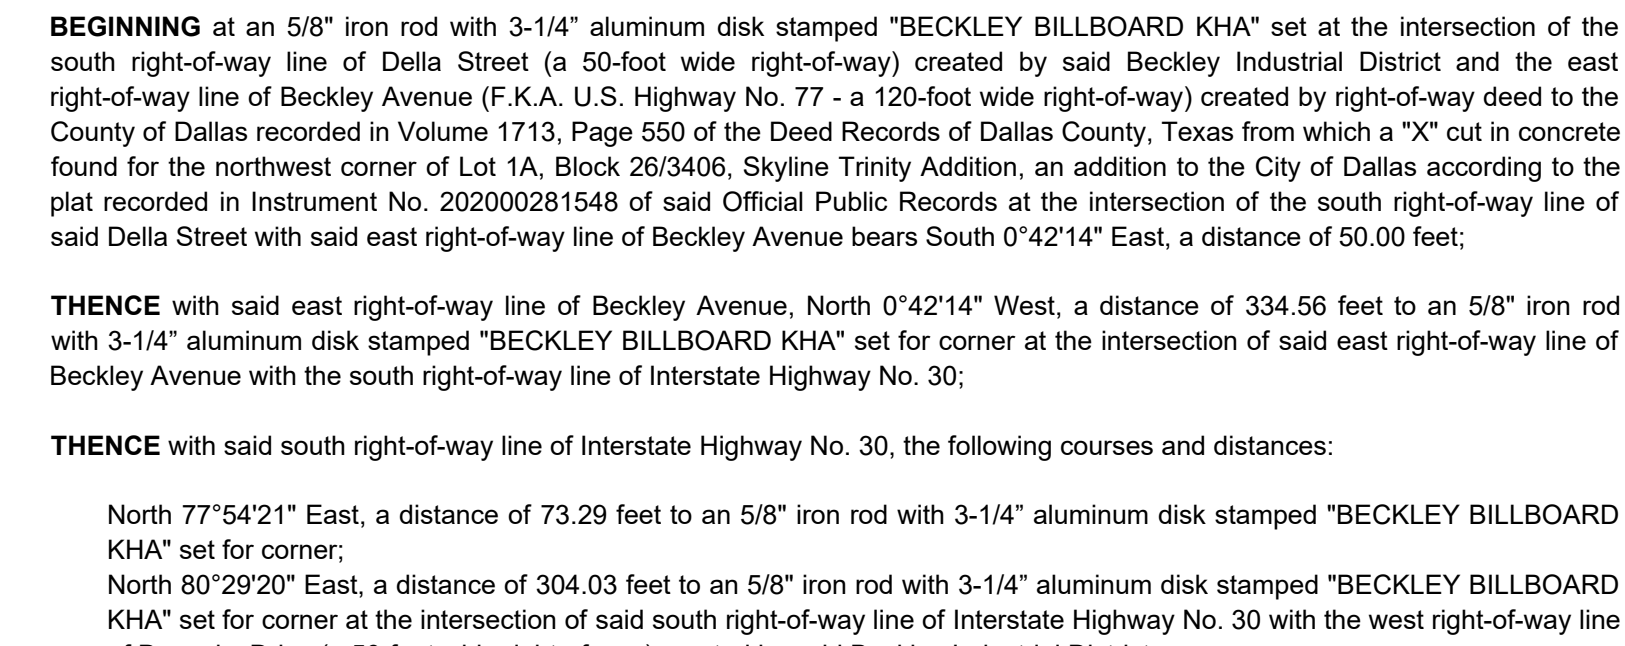 BEGINNING at an 5/8" iron rod with 3-1/4” aluminum disk stamped "BECKLEY BILLBOARD KHA" set at the intersection of the
south right-of-way line of Della Street (a 50-foot wide right-of-way) created by said Beckley Industrial District and the east
right-of-way line of Beckley Avenue (F.K.A. U.S. Highway No. 77 - a 120-foot wide right-of-way) created by right-of-way deed to the
County of Dallas recorded in Volume 1713, Page 550 of the Deed Records of Dallas County, Texas from which a "X" cut in concrete
found for the northwest corner of Lot 1A, Block 26/3406, Skyline Trinity Addition, an addition to the City of Dallas according to the
plat recorded in Instrument No. 202000281548 of said Official Public Records at the intersection of the south right-of-way line of
said Della Street with said east right-of-way line of Beckley Avenue bears South 0°42'14" East, a distance of 50.00 feet;
THENCE with said east right-of-way line of Beckley Avenue, North 0°42'14" West, a distance of 334.56 feet to an 5/8" iron rod
with 3-1/4” aluminum disk stamped "BECKLEY BILLBOARD KHA" set for corner at the intersection of said east right-of-way line of
Beckley Avenue with the south right-of-way line of Interstate Highway No. 30;
THENCE with said south right-of-way line of Interstate Highway No. 30, the following courses and distances:
North 77°54'21" East, a distance of 73.29 feet to an 5/8" iron rod with 3-1/4” aluminum disk stamped "BECKLEY BILLBOARD
KHA" set for corner;
North 80°29'20" East, a distance of 304.03 feet to an 5/8" iron rod with 3-1/4” aluminum disk stamped "BECKLEY BILLBOARD
KHA" set for corner at the intersection of said south right-of-way line of Interstate Highway No. 30 with the west right-of-way line